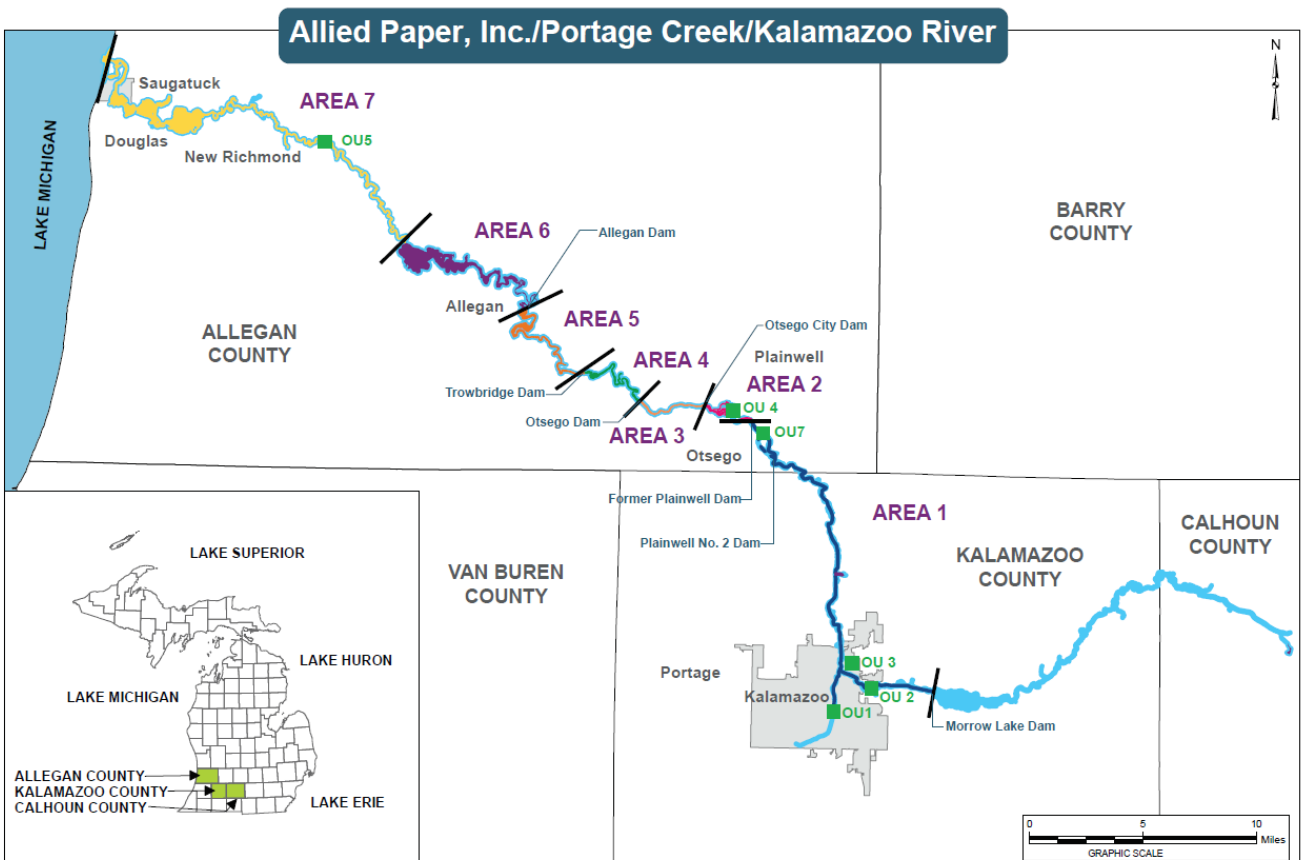 Allied Paper, Inc./Portage Creek/Kalamazoo River
N
Saugatuck
AREA 7
Douglas
OU5
New Richmond
LAKE MICHIGAN
BARRY
COUNTY
AREA 6
Allegan Dam
Allegan
AREA 5
ALLEGAN
COUNTY
Otsego City Dam
AREA 4
Plainwell
Trowbridge Dam
AREA 2
OU 4
Otsego Dam
AREA 3
OU7
Otsego
Former Plainwell Dam
AREA 1
Plainwell No. 2 Dam
CALHOUN
COUNTY
KALAMAZOO
COUNTY
VAN BUREN
COUNTY
LAKE SUPERIOR
LAKE HURON
LAKE MICHIGAN
OU 3
Portage
Kalamazoo
OU 2
OU1
Morrow Lake Dam
ALLEGAN COUNTY
KALAMAZOO COUNTY
CALHOUN COUNTY
LAKE ERIE
0 5 10
Miles
GRAPHIC SCALE